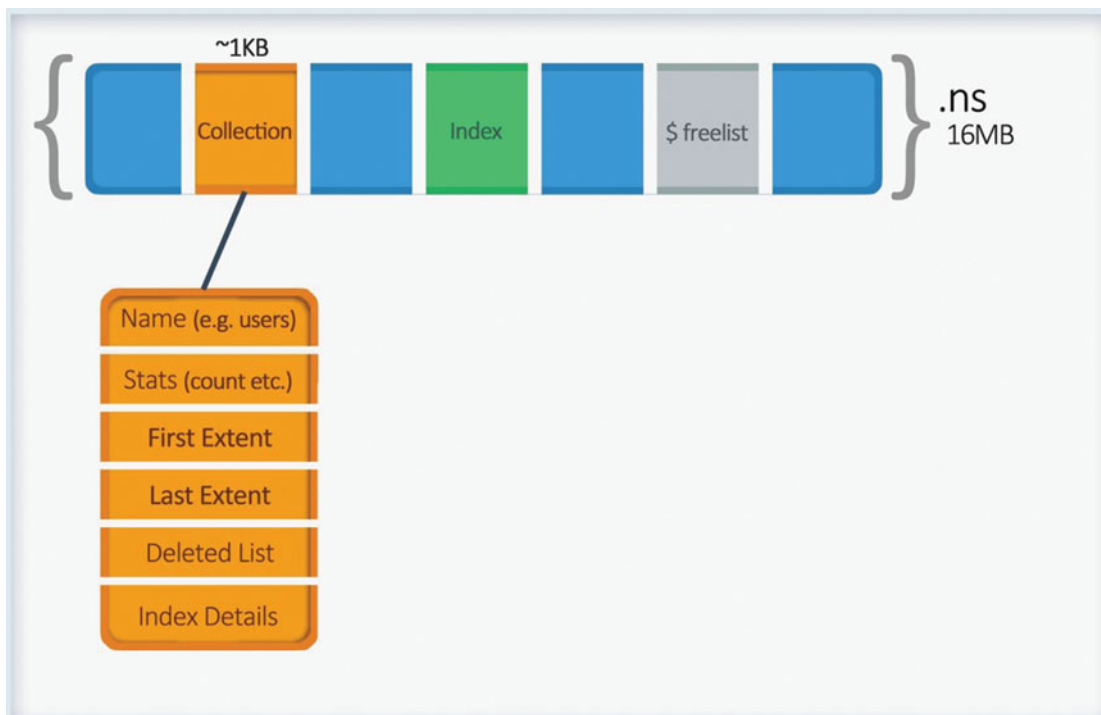 ~1KB
Collection
Index
$ freelist
.ns
16MB
Name (e.g. users)
Stats (count etc.)
First Extent
Last Extent
Deleted List
Index Details